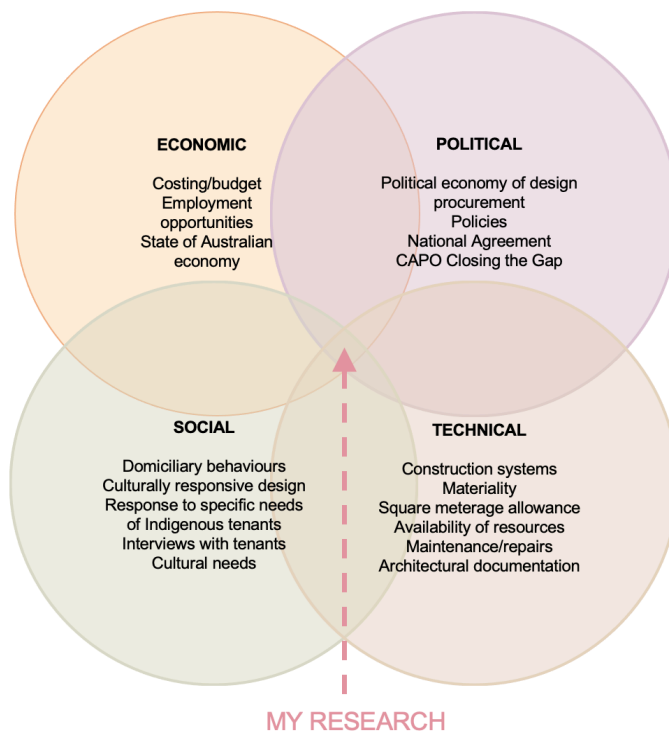 ECONOMIC
Costing/budget
Employment
opportunities
State of Australian
economy
POLITICAL
Political economy of design
procurement
Policies
National Agreement
CAPO Closing the Gap
SOCIAL
Domiciliary behaviours
Culturally responsive design
Response to specific needs
of Indigenous tenants
Interviews with tenants
Cultural needs
TECHNICAL
Construction systems
Materiality
Square meterage allowance
Availability of resources
Maintenance/repairs
Architectural documentation
MY RESEARCH